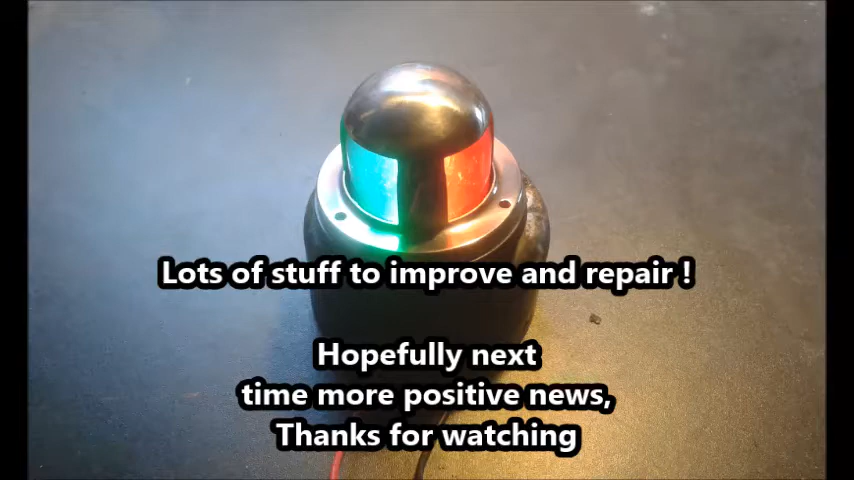 Lots of stuff to improve and repair !
Hopefully next
time more positive news,
Thanks for watching